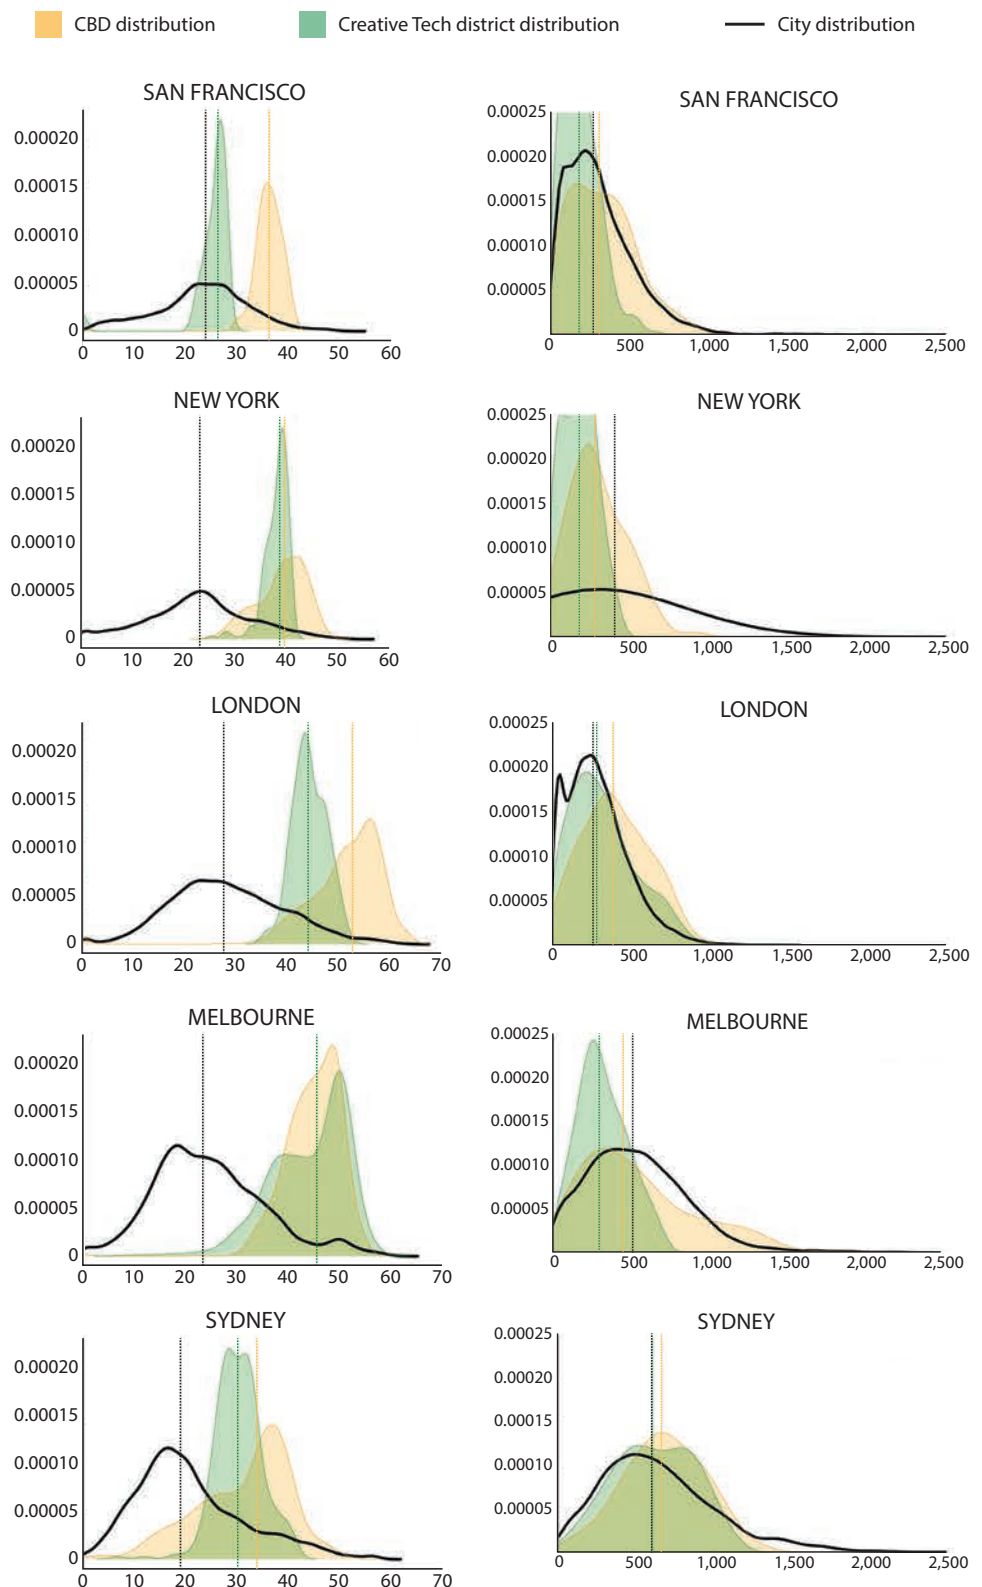 CBD distribution
Creative Tech district distribution
City distribution
SAN FRANCISCO
0.00020
0.00015
0.00010
0.00005
0
0 10 20 30 40 50 60
SAN FRANCISCO
0.00025
0.00020
0.00015
0.00010
0.00005
0 500 1,000 1,500 2,000 2,500
NEW YORK
0.00020
0.00015
0.00010
0.00005
0
0 10 20 30 40 50 60
NEW YORK
0.00025
0.00020
0.00015
0.00010
0.00005
0 500 1,000 1,500 2,000 2,500
LONDON
0.00020
0.00015
0.00010
0.00005
0
0 10 20 30 40 50 60 70
LONDON
0.00025
0.00020
0.00015
0.00010
0.00005
0 500 1,000 1,500 2,000 2,500
MELBOURNE
0.00020
0.00015
0.00010
0.00005
0
0 10 20 30 40 50 60 70
MELBOURNE
0.00025
0.00020
0.00015
0.00010
0.00005
0 500 1,000 1,500 2,000 2,500
SYDNEY
0.00020
0.00015
0.00010
0.00005
0
0 10 20 30 40 50 60 70
SYDNEY
0.00025
0.00020
0.00015
0.00010
0.00005
0 500 1,000 1,500 2,000 2,500